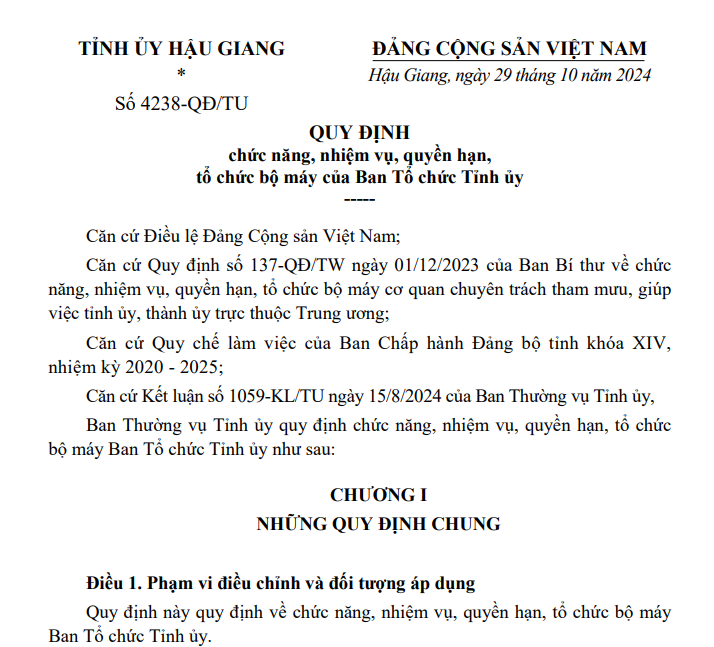 TỈNH ỦY HẬU GIANG
*
Số 4238-QĐ/TU
ĐẢNG CỘNG SẢN VIỆT NAM
Hậu Giang, ngày 29 tháng 10 năm 2024
QUY ĐỊNH
chức năng, nhiệm vụ, quyền hạn,
tổ chức bộ máy của Ban Tổ chức Tỉnh ủy
-----
Căn cứ Điều lệ Đảng Cộng sản Việt Nam;
Căn cứ Quy định số 137-QĐ/TW ngày 01/12/2023 của Ban Bí thư về chức
năng, nhiệm vụ, quyền hạn, tổ chức bộ máy cơ quan chuyên trách tham mưu, giúp
việc tỉnh ủy, thành ủy trực thuộc Trung ương;
Căn cứ Quy chế làm việc của Ban Chấp hành Đảng bộ tỉnh khóa XIV,
nhiệm kỳ 2020 - 2025;
Căn cứ Kết luận số 1059-KL/TU ngày 15/8/2024 của Ban Thường vụ Tỉnh ủy,
Ban Thường vụ Tỉnh ủy quy định chức năng, nhiệm vụ, quyền hạn, tổ chức
bộ máy Ban Tổ chức Tỉnh ủy như sau:
CHƯƠNG I
NHỮNG QUY ĐỊNH CHUNG
Điều 1. Phạm vi điều chỉnh và đối tượng áp dụng
Quy định này quy định về chức năng, nhiệm vụ, quyền hạn, tổ chức bộ máy
Ban Tổ chức Tỉnh ủy.